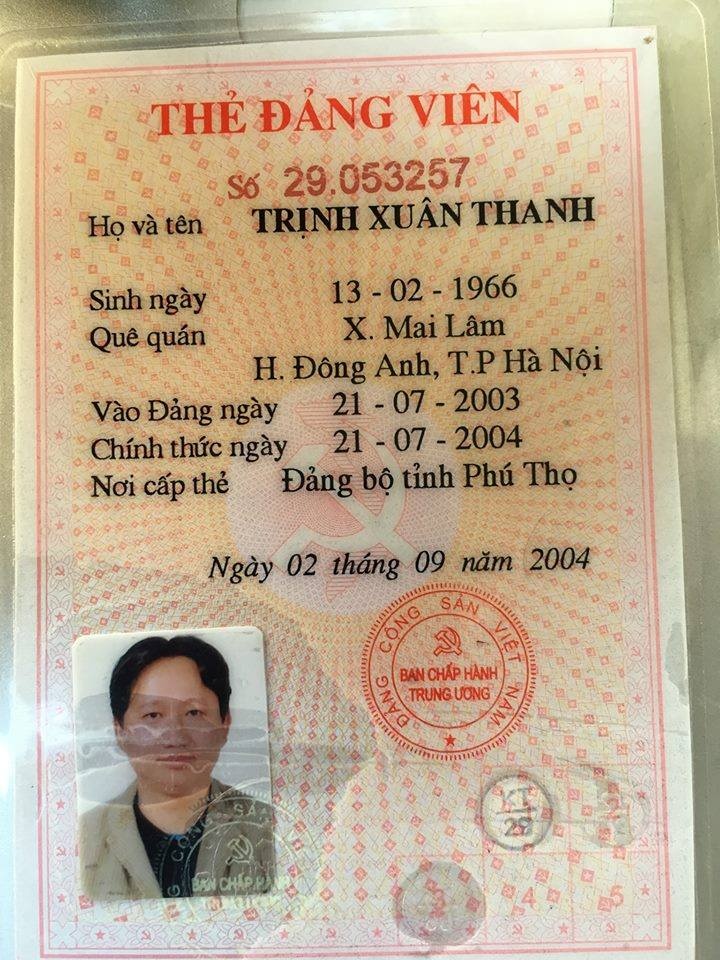 THẺ ĐẢNG VIÊN
Số 29.053257
Họ và tên TRỊNH XUÂN THANH
Sinh ngày 13 - 02 - 1966
Quê quán X. Mai Lâm
H. Đông Anh, T.P Hà Nội
Vào Đảng ngày 21 - 07 - 2003
Chính thức ngày 21 - 07 - 2004
Nơi cấp thẻ Đảng bộ tỉnh Phú Thọ
Ngày 02 tháng 09 năm 2004
ĐẢNG CỘNG SẢN VIỆT NAM
BAN CHẤP HÀNH
TRUNG ƯƠNG
KT
29
CỘNG SẢN
BAN CHẤP HÀNH
3 4 5